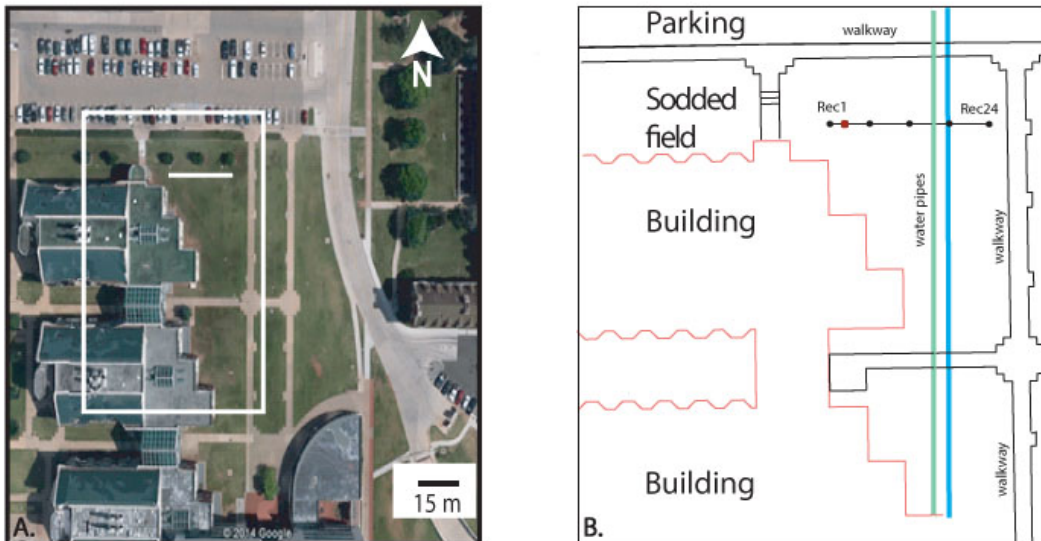 N
15 m
© 2014 Google
A.
Parking
walkway
Sodded
field
Rec1
Rec24
Building
water pipes
walkway
Building
walkway
B.